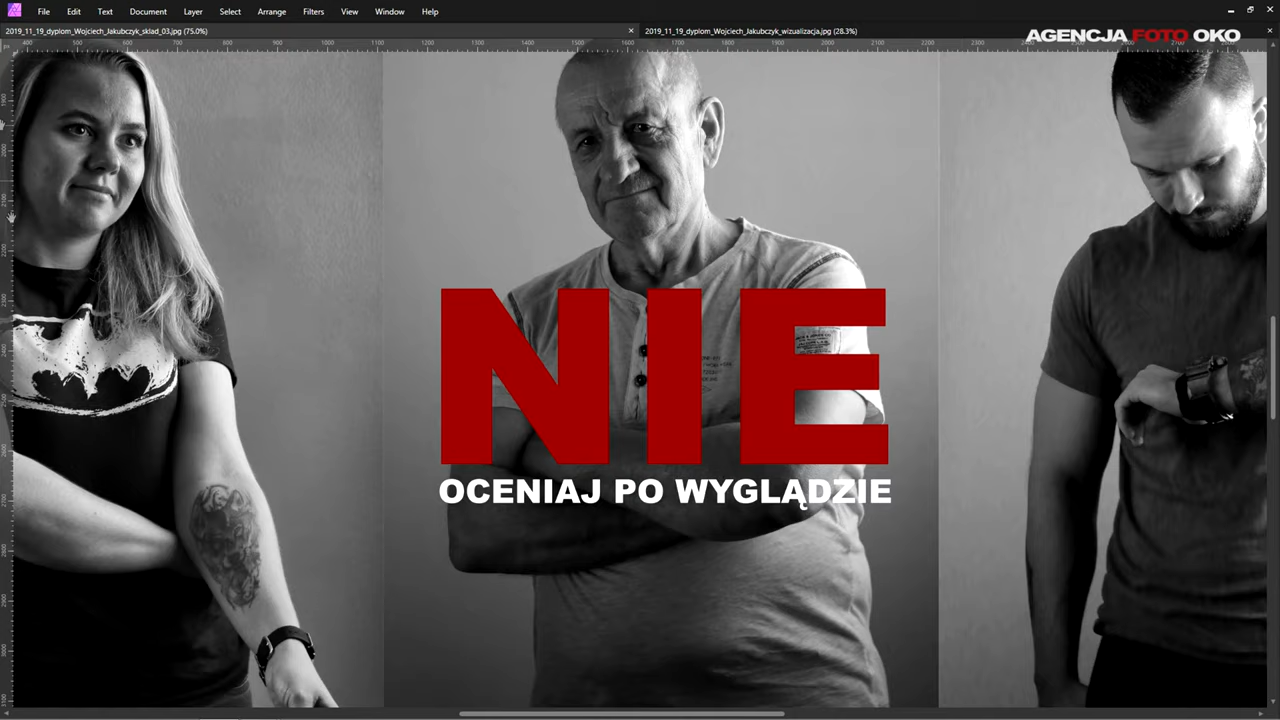 File Edit Text Document Layer Select Arrange Filters View Window Help
2019_11_19_dyplom_Wojciech_Jakubczyk_sklad_03.jpg (75.0%)
2019_11_19_dyplom_Wojciech_Jakubczyk_wizualizacja.jpg (28.3%)
AGENCJA FOTO OKO
NIE
OCENIAJ PO WYGLĄDZIE